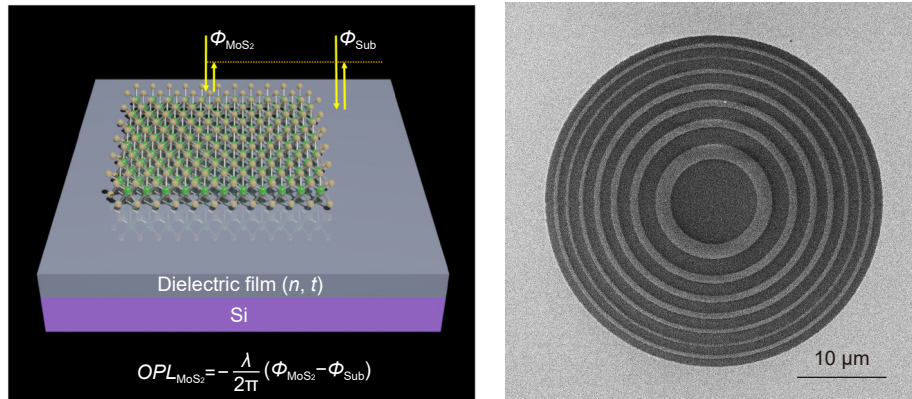 Φ_MoS₂ Φ_Sub
Dielectric film (n, t)
Si
OPL_MoS₂=−λ/2π(Φ_MoS₂−Φ_Sub)
10 μm